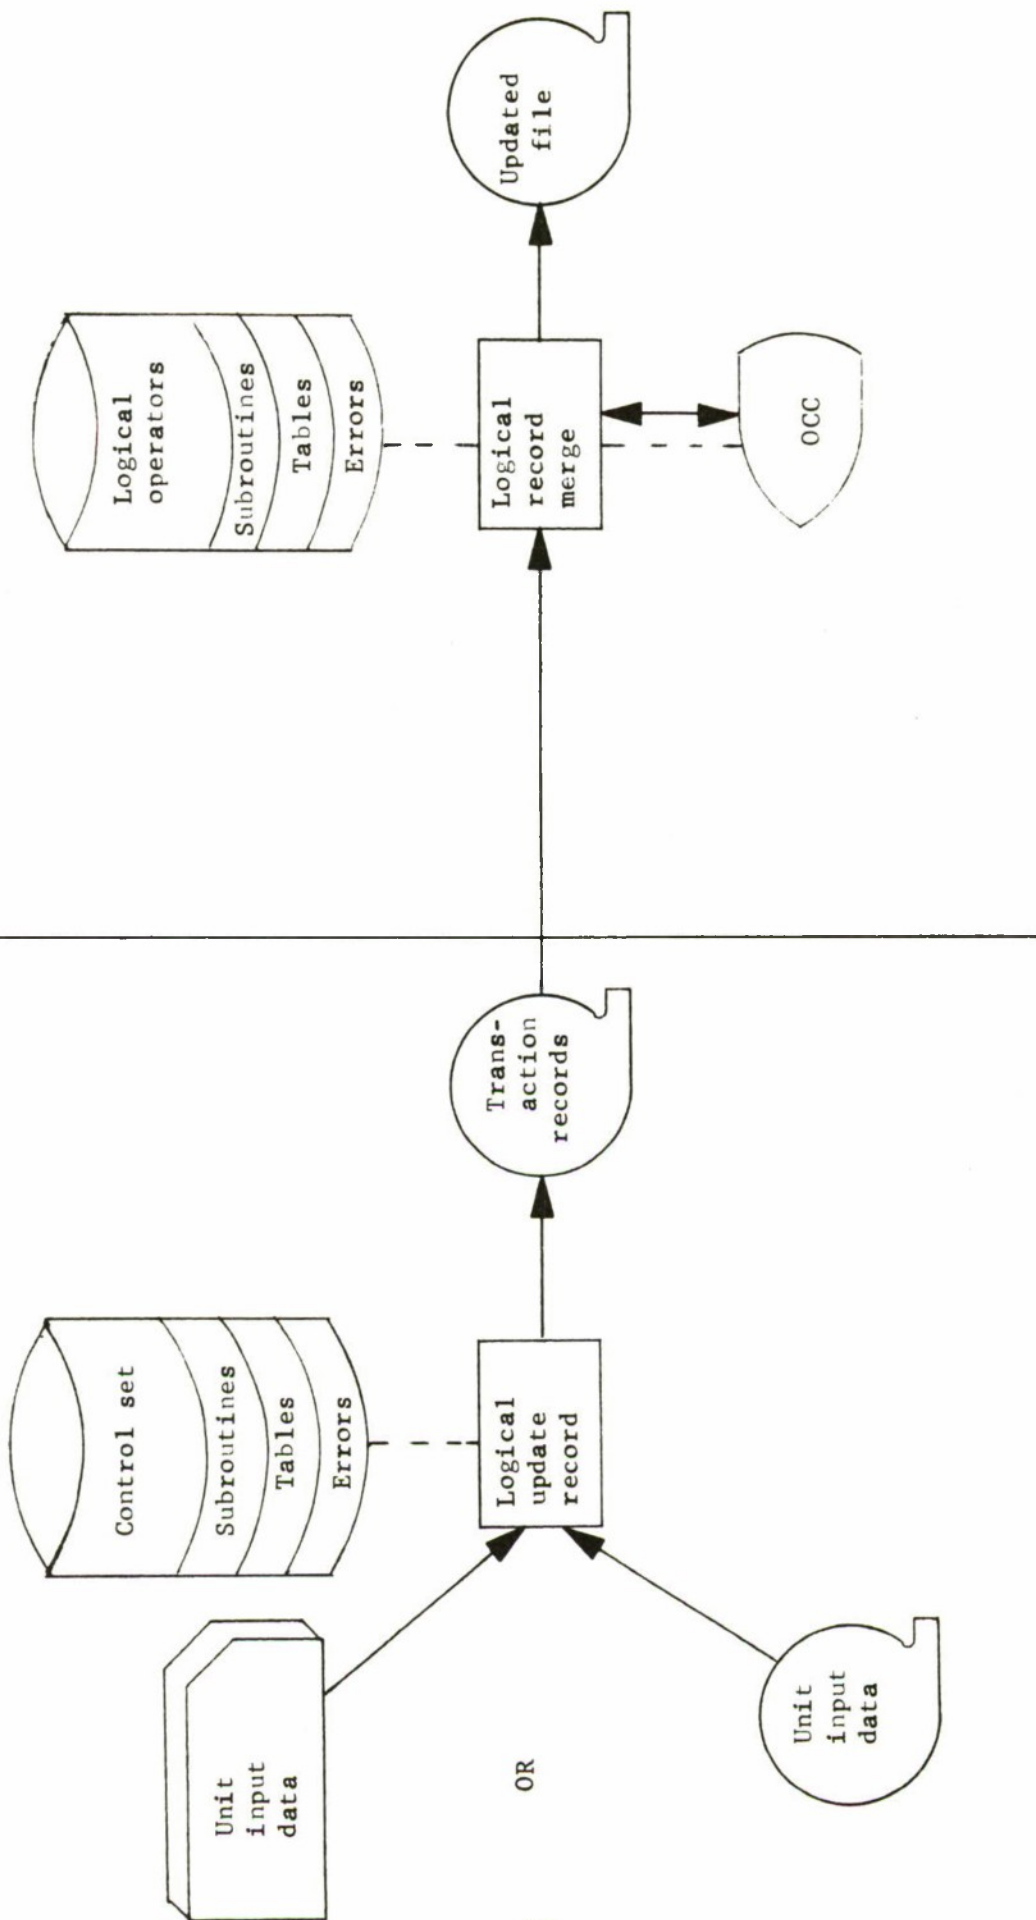 Unit
input
data
OR
Unit
input
data
Control set
Subroutines
Tables
Errors
Logical
update
record
Trans-
action
records
Logical
operators
Subroutines
Tables
Errors
Logical
record
merge
OCC
Updated
file